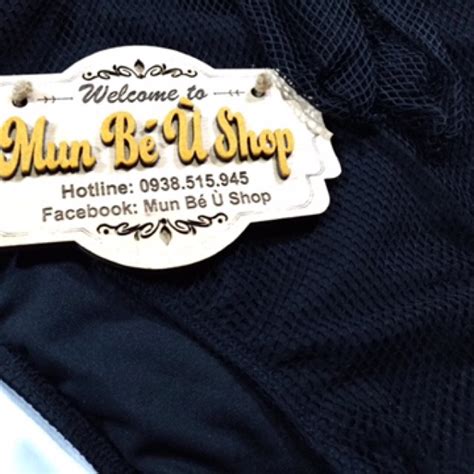 Welcome to
Mun Bé Ù Shop
Hotline: 0938.515.945
Facebook: Mun Bé Ù Shop